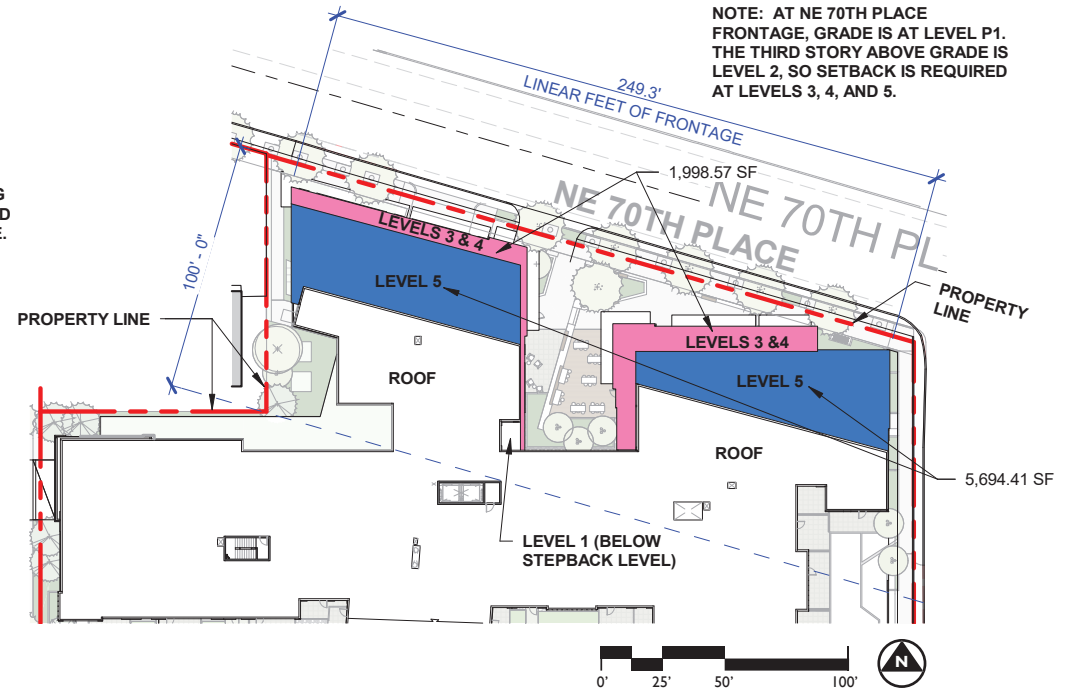 NOTE: AT NE 70TH PLACE
FRONTAGE, GRADE IS AT LEVEL P1.
THE THIRD STORY ABOVE GRADE IS
LEVEL 2, SO SETBACK IS REQUIRED
AT LEVELS 3, 4, AND 5.
249.3'
LINEAR FEET OF FRONTAGE
1,998.57 SF
NE 70TH PL
NE 70TH PLACE
G
D
E.
100' - 0"
LEVELS 3 & 4
LEVEL 5
PROPERTY
LINE
PROPERTY LINE
LEVELS 3 &4
ROOF
LEVEL 5
ROOF
5,694.41 SF
LEVEL 1 (BELOW
STEPBACK LEVEL)
0' 25' 50' 100'
N